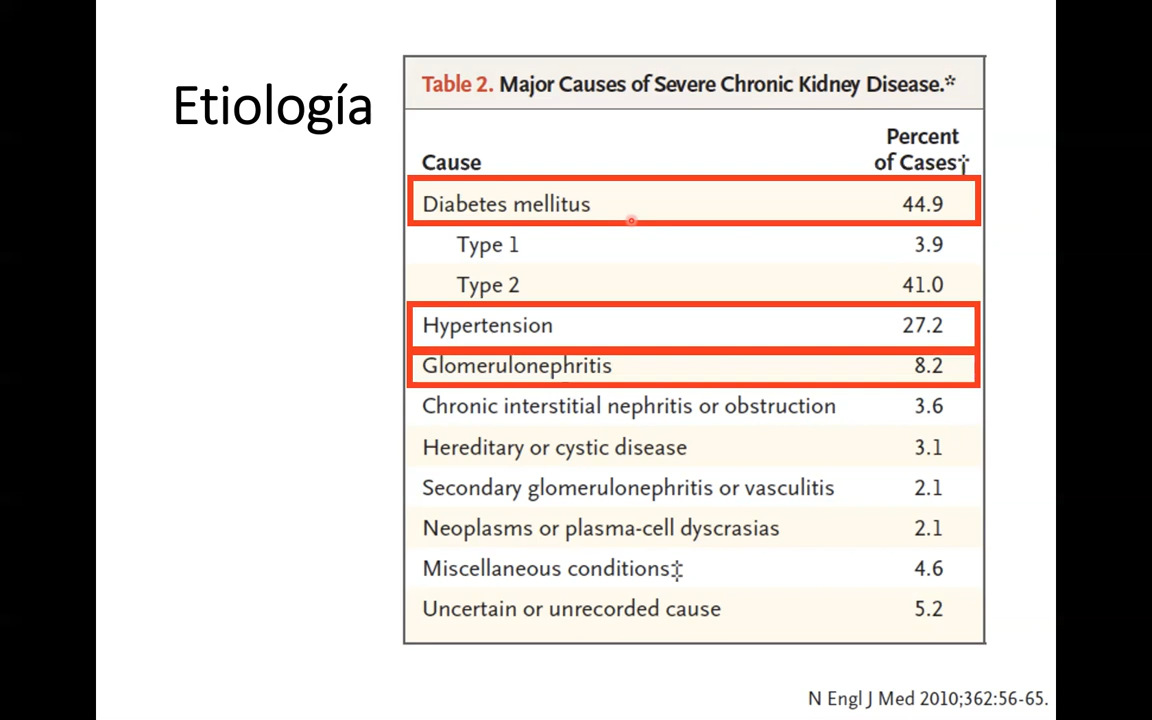 Etiología
Table 2. Major Causes of Severe Chronic Kidney Disease.*
Percent
Cause of Cases†
Diabetes mellitus 44.9
Type 1 3.9
Type 2 41.0
Hypertension 27.2
Glomerulonephritis 8.2
Chronic interstitial nephritis or obstruction 3.6
Hereditary or cystic disease 3.1
Secondary glomerulonephritis or vasculitis 2.1
Neoplasms or plasma-cell dyscrasias 2.1
Miscellaneous conditions‡ 4.6
Uncertain or unrecorded cause 5.2
N Engl J Med 2010;362:56-65.